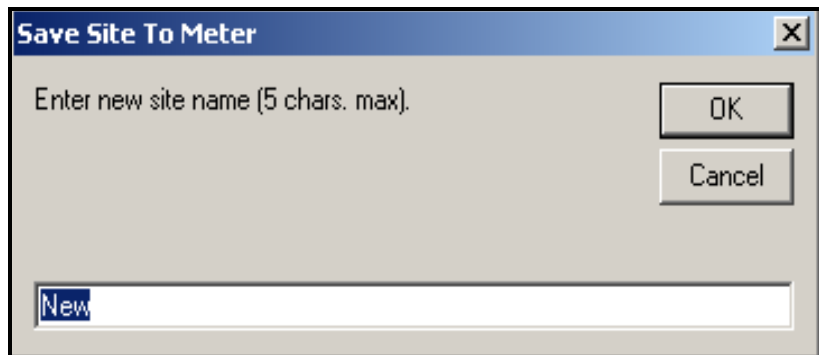 Save Site To Meter
Enter new site name (5 chars. max).
OK
Cancel
New